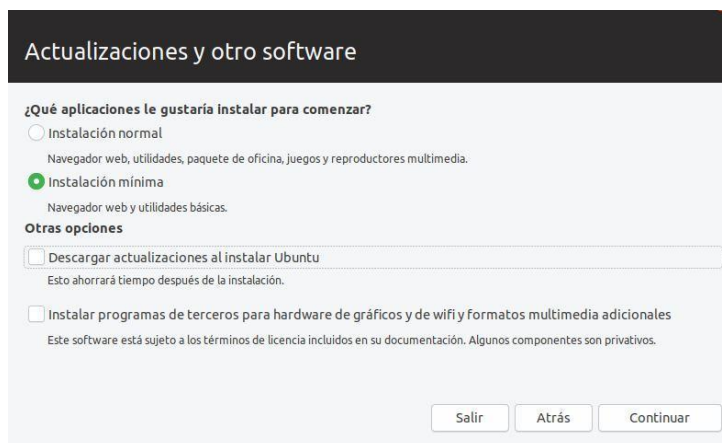 Actualizaciones y otro software
¿Qué aplicaciones le gustaría instalar para comenzar?
Instalación normal
Navegador web, utilidades, paquete de oficina, juegos y reproductores multimedia.
Instalación mínima
Navegador web y utilidades básicas.
Otras opciones
Descargar actualizaciones al instalar Ubuntu
Esto ahorrará tiempo después de la instalación.
Instalar programas de terceros para hardware de gráficos y de wifi y formatos multimedia adicionales
Este software está sujeto a los términos de licencia incluidos en su documentación. Algunos componentes son privativos.
Salir Atrás Continuar